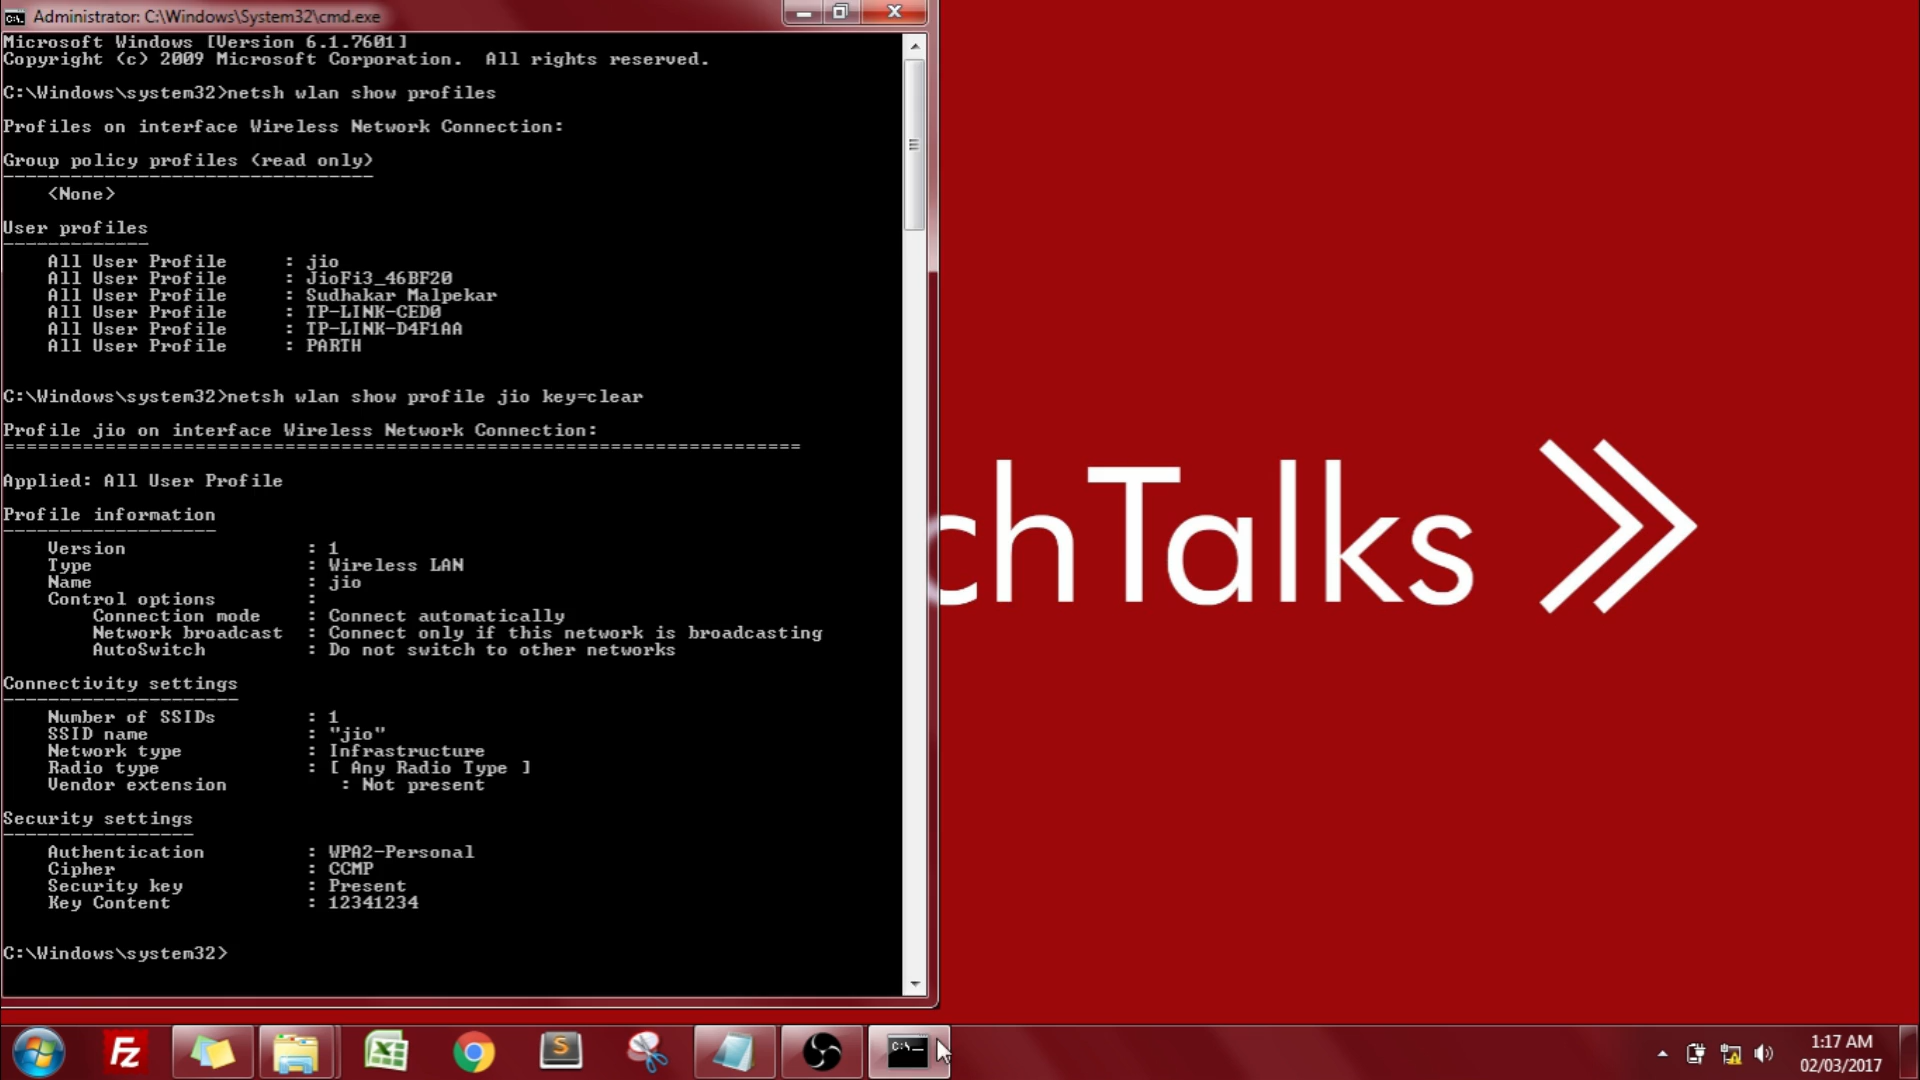 Administrator: C:\Windows\System32\cmd.exe
Microsoft Windows [Version 6.1.7601]
Copyright (c) 2009 Microsoft Corporation.  All rights reserved.
C:\Windows\system32>netsh wlan show profiles
Profiles on interface Wireless Network Connection:
Group policy profiles (read only)
---------------------------------
    <None>
User profiles
-------------
    All User Profile     : jio
    All User Profile     : JioFi3_46BF20
    All User Profile     : Sudhakar Malpekar
    All User Profile     : TP-LINK-CED0
    All User Profile     : TP-LINK-D4F1AA
    All User Profile     : PARTH
C:\Windows\system32>netsh wlan show profile jio key=clear
Profile jio on interface Wireless Network Connection:
=======================================================================
Applied: All User Profile
Profile information
-------------------
    Version                : 1
    Type                   : Wireless LAN
    Name                   : jio
    Control options        :
        Connection mode    : Connect automatically
        Network broadcast  : Connect only if this network is broadcasting
        AutoSwitch         : Do not switch to other networks
Connectivity settings
---------------------
    Number of SSIDs        : 1
    SSID name              : "jio"
    Network type           : Infrastructure
    Radio type             : [ Any Radio Type ]
    Vendor extension          : Not present
Security settings
-----------------
    Authentication         : WPA2-Personal
    Cipher                 : CCMP
    Security key           : Present
    Key Content            : 12341234
C:\Windows\system32>
chTalks
Fz
S
C:\_
1:17 AM
02/03/2017